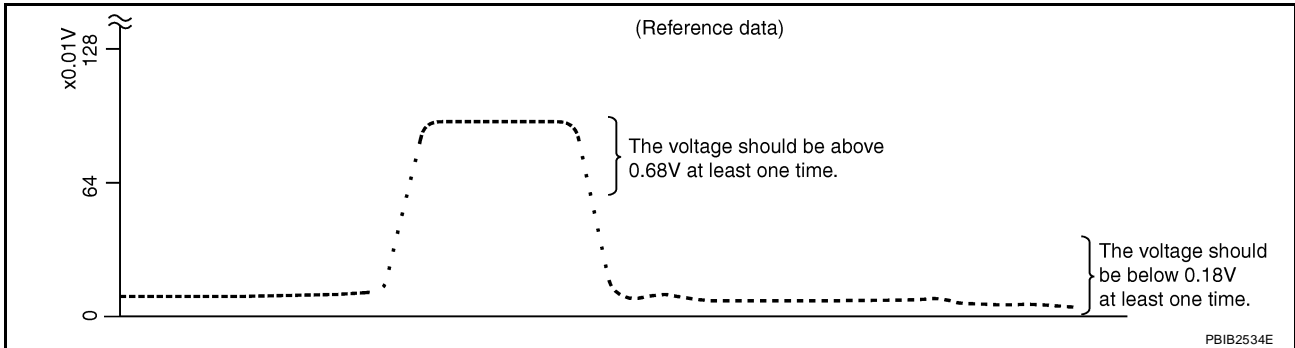 (Reference data)
x0.01V
128
The voltage should be above
0.68V at least one time.
64
The voltage should
be below 0.18V
at least one time.
0
PBIB2534E